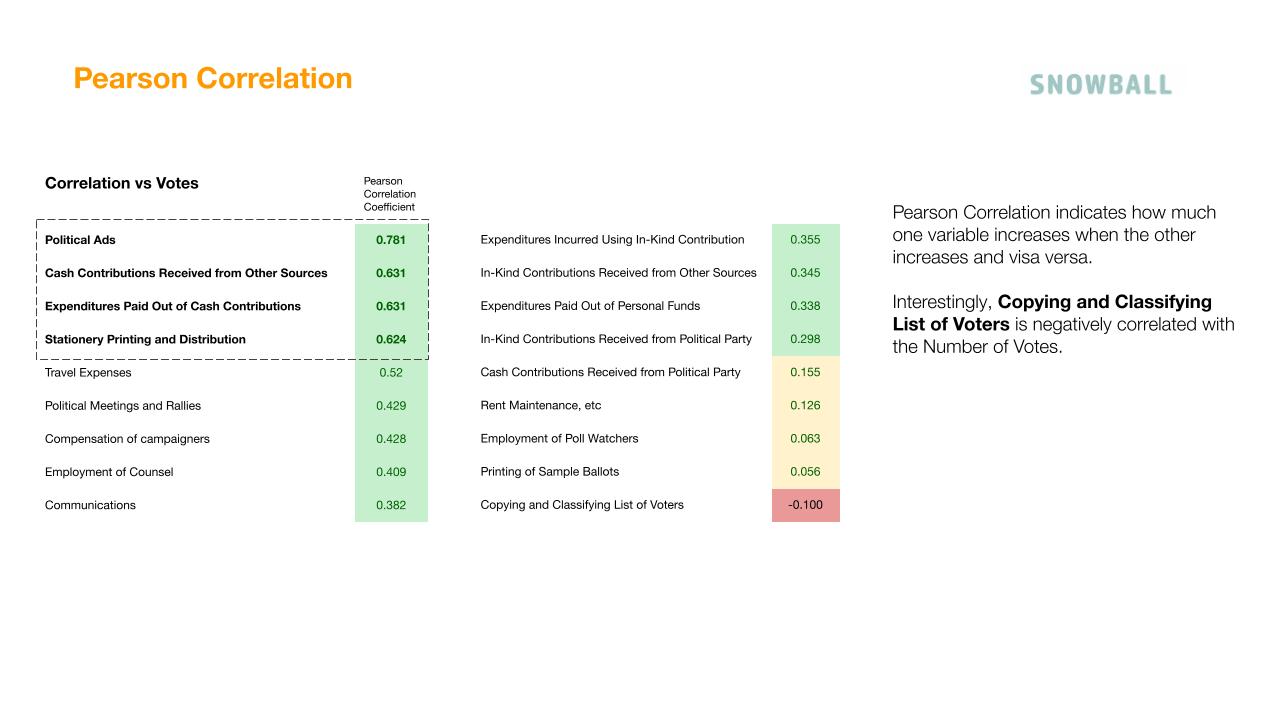 Pearson Correlation
SNOWBALL
Correlation vs Votes
Pearson
Correlation
Coefficient
Political Ads 0.781
Cash Contributions Received from Other Sources 0.631
Expenditures Paid Out of Cash Contributions 0.631
Stationery Printing and Distribution 0.624
Travel Expenses 0.52
Political Meetings and Rallies 0.429
Compensation of campaigners 0.428
Employment of Counsel 0.409
Communications 0.382
Expenditures Incurred Using In-Kind Contribution 0.355
In-Kind Contributions Received from Other Sources 0.345
Expenditures Paid Out of Personal Funds 0.338
In-Kind Contributions Received from Political Party 0.298
Cash Contributions Received from Political Party 0.155
Rent Maintenance, etc 0.126
Employment of Poll Watchers 0.063
Printing of Sample Ballots 0.056
Copying and Classifying List of Voters -0.100
Pearson Correlation indicates how much
one variable increases when the other
increases and visa versa.
Interestingly, Copying and Classifying
List of Voters is negatively correlated with
the Number of Votes.